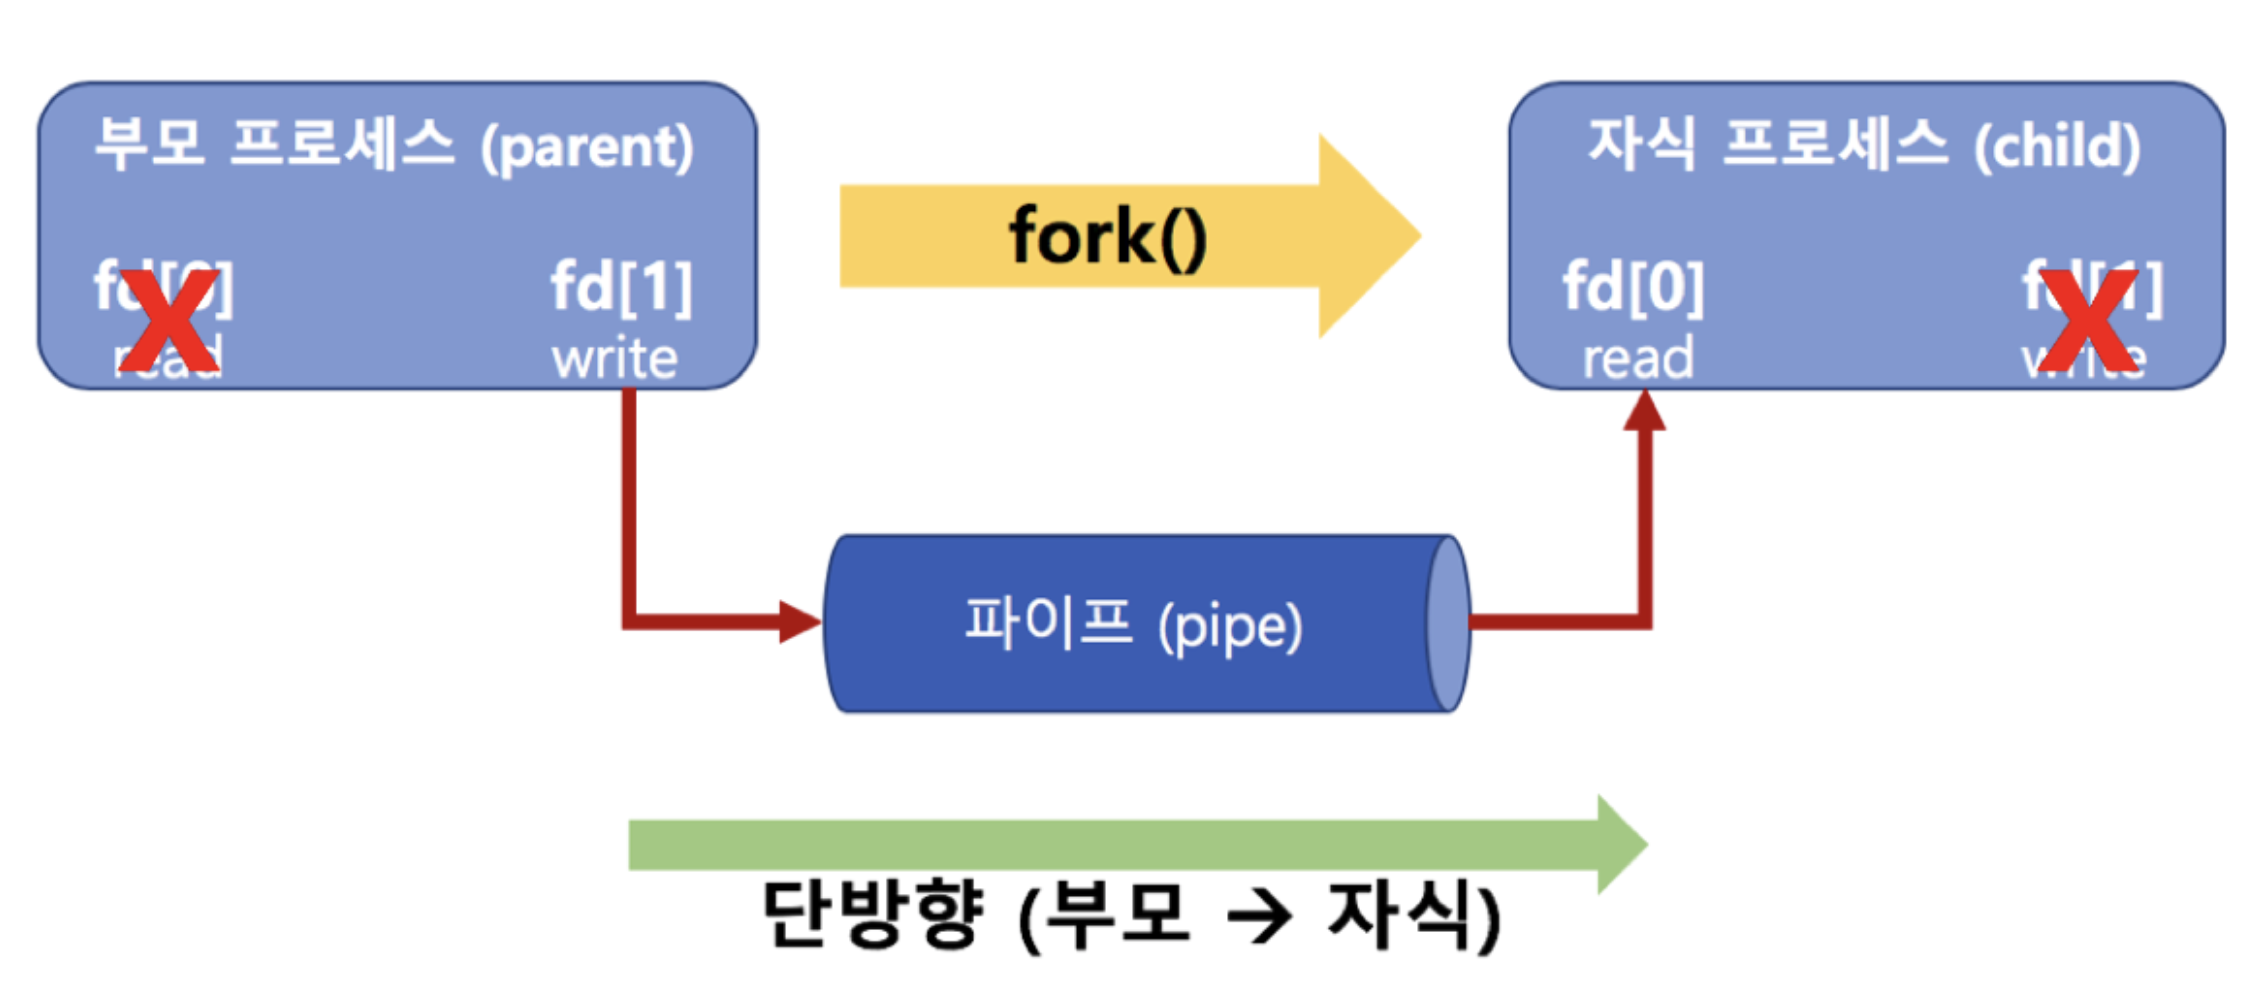 부모 프로세스 (parent)
fd[0]
read
fd[1]
write
fork()
자식 프로세스 (child)
fd[0]
read
fd[1]
write
파이프 (pipe)
단방향 (부모 → 자식)